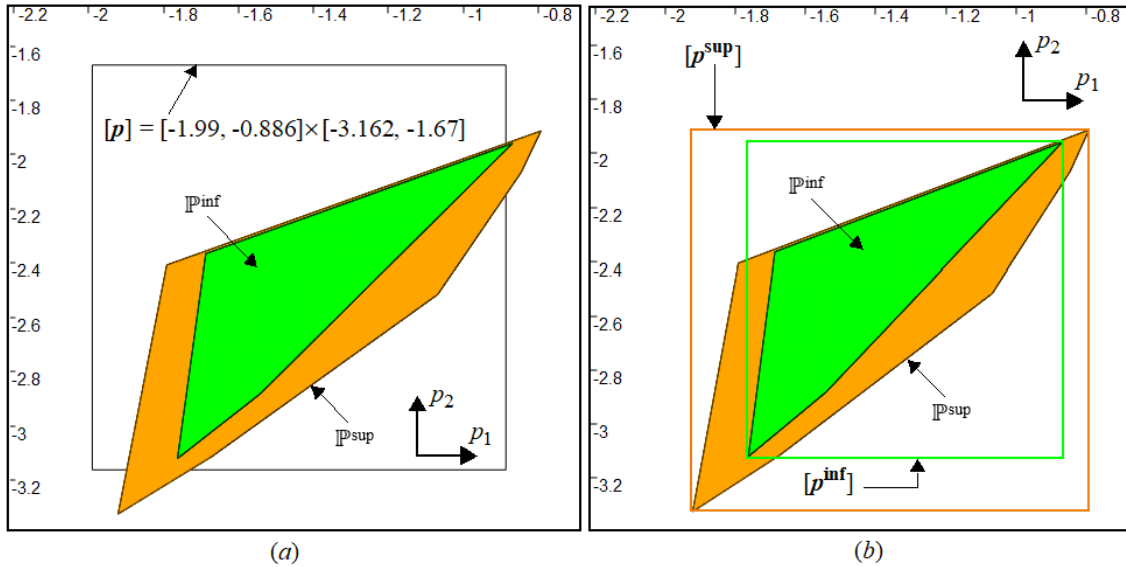 -2.2 -2 -1.8 -1.6 -1.4 -1.2 -1 -0.8
-1.6
-1.8
-2
-2.2
-2.4
-2.6
-2.8
-3
-3.2
[p] = [-1.99, -0.886]×[-3.162, -1.67]
ℙinf
ℙsup
p2
p1
(a)
-2.2 -2 -1.8 -1.6 -1.4 -1.2 -1 -0.8
-1.6
-1.8
-2
-2.2
-2.4
-2.6
-2.8
-3
-3.2
[psup]
p2
p1
ℙinf
ℙsup
[pinf]
(b)